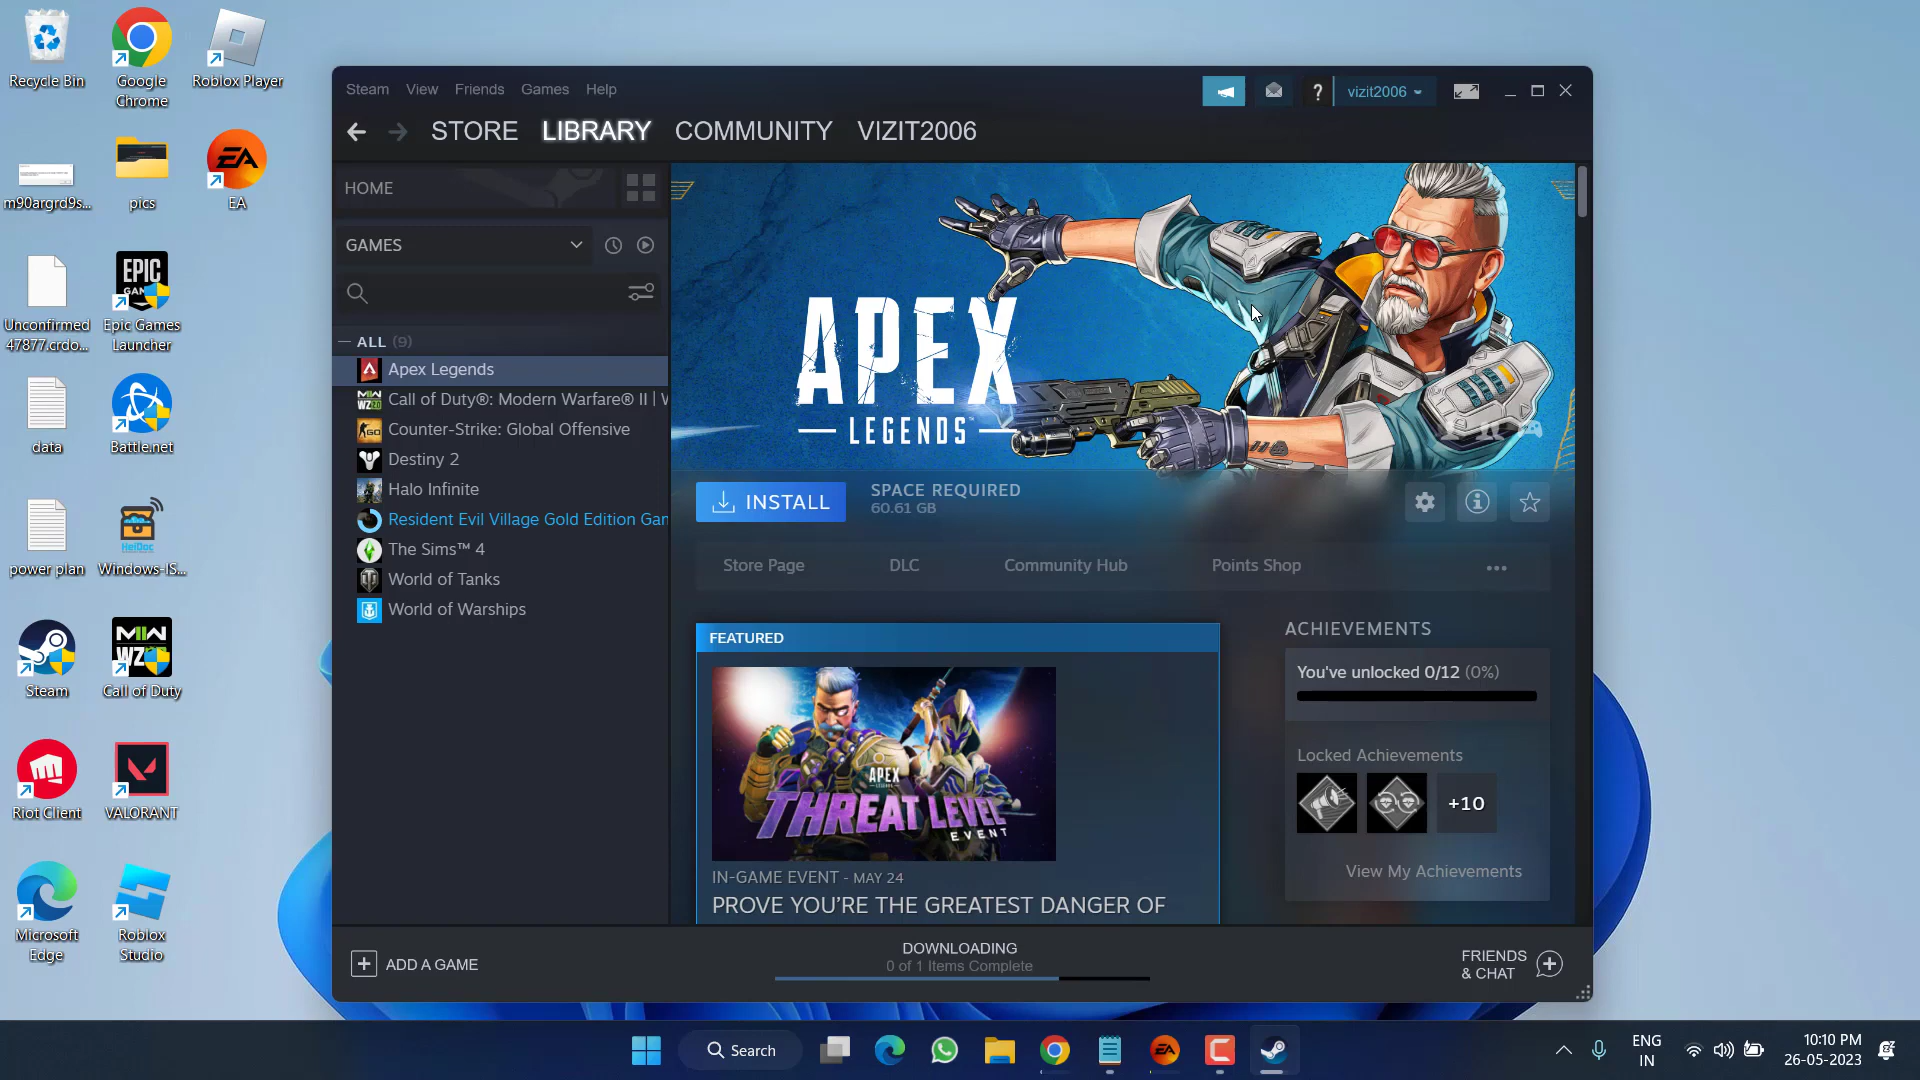 Recycle Bin
Google
Chrome
Roblox Player
m90argrd9s...
pics
EA
Unconfirmed
47877.crdo...
EPIC
GAMES
Epic Games
Launcher
data
Battle.net
power plan
HeiDoc
Windows-IS...
Steam
MW
WZ
Call of Duty
Riot Client
VALORANT
Microsoft
Edge
Roblox
Studio
Steam View Friends Games Help
? vizit2006
STORE LIBRARY COMMUNITY VIZIT2006
HOME
GAMES
ALL (9)
Apex Legends
Call of Duty®: Modern Warfare® II |
Counter-Strike: Global Offensive
Destiny 2
Halo Infinite
Resident Evil Village Gold Edition Gam
The Sims™ 4
World of Tanks
World of Warships
APEX
LEGENDS™
INSTALL
SPACE REQUIRED
60.61 GB
Store Page DLC Community Hub Points Shop ...
FEATURED
APEX
LEGENDS
THREAT LEVEL
EVENT
IN-GAME EVENT - MAY 24
PROVE YOU'RE THE GREATEST DANGER OF
ACHIEVEMENTS
You've unlocked 0/12 (0%)
Locked Achievements
+10
View My Achievements
ADD A GAME
DOWNLOADING
0 of 1 Items Complete
FRIENDS
& CHAT
Search
ENG
IN
10:10 PM
26-05-2023